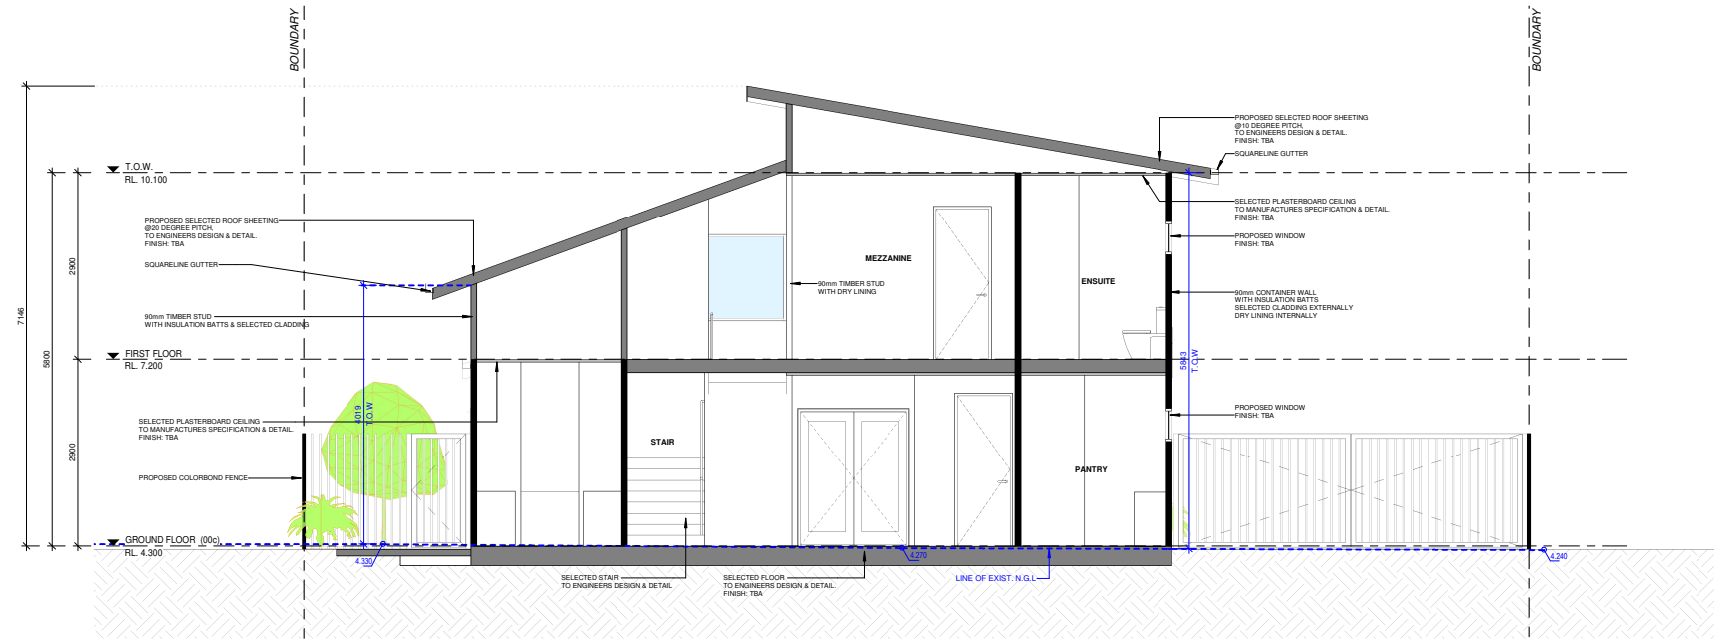 BOUNDARY
BOUNDARY
PROPOSED SELECTED ROOF SHEETING
@10 DEGREE PITCH,
TO ENGINEERS DESIGN & DETAIL.
FINISH: TBA
SQUARELINE GUTTER
T.O.W.
RL. 10.100
SELECTED PLASTERBOARD CEILING
TO MANUFACTURES SPECIFICATION & DETAIL.
FINISH: TBA
PROPOSED SELECTED ROOF SHEETING
@20 DEGREE PITCH,
TO ENGINEERS DESIGN & DETAIL.
FINISH: TBA
PROPOSED WINDOW
FINISH: TBA
SQUARELINE GUTTER
MEZZANINE
ENSUITE
2900
90mm TIMBER STUD
WITH DRY LINING
90mm CONTAINER WALL
WITH INSULATION BATTS
SELECTED CLADDING EXTERNALLY
DRY LINING INTERNALLY
7146
90mm TIMBER STUD
WITH INSULATION BATTS & SELECTED CLADDING
FIRST FLOOR
RL. 7.200
5800
5843
T.O.W
4019
T.O.W
PROPOSED WINDOW
FINISH: TBA
SELECTED PLASTERBOARD CEILING
TO MANUFACTURES SPECIFICATION & DETAIL.
FINISH: TBA
STAIR
2900
PANTRY
PROPOSED COLORBOND FENCE
GROUND FLOOR (00c)
RL. 4.300
4.330
4.270
4.240
SELECTED STAIR
TO ENGINEERS DESIGN & DETAIL
SELECTED FLOOR
TO ENGINEERS DESIGN & DETAIL.
FINISH: TBA
LINE OF EXIST. N.G.L